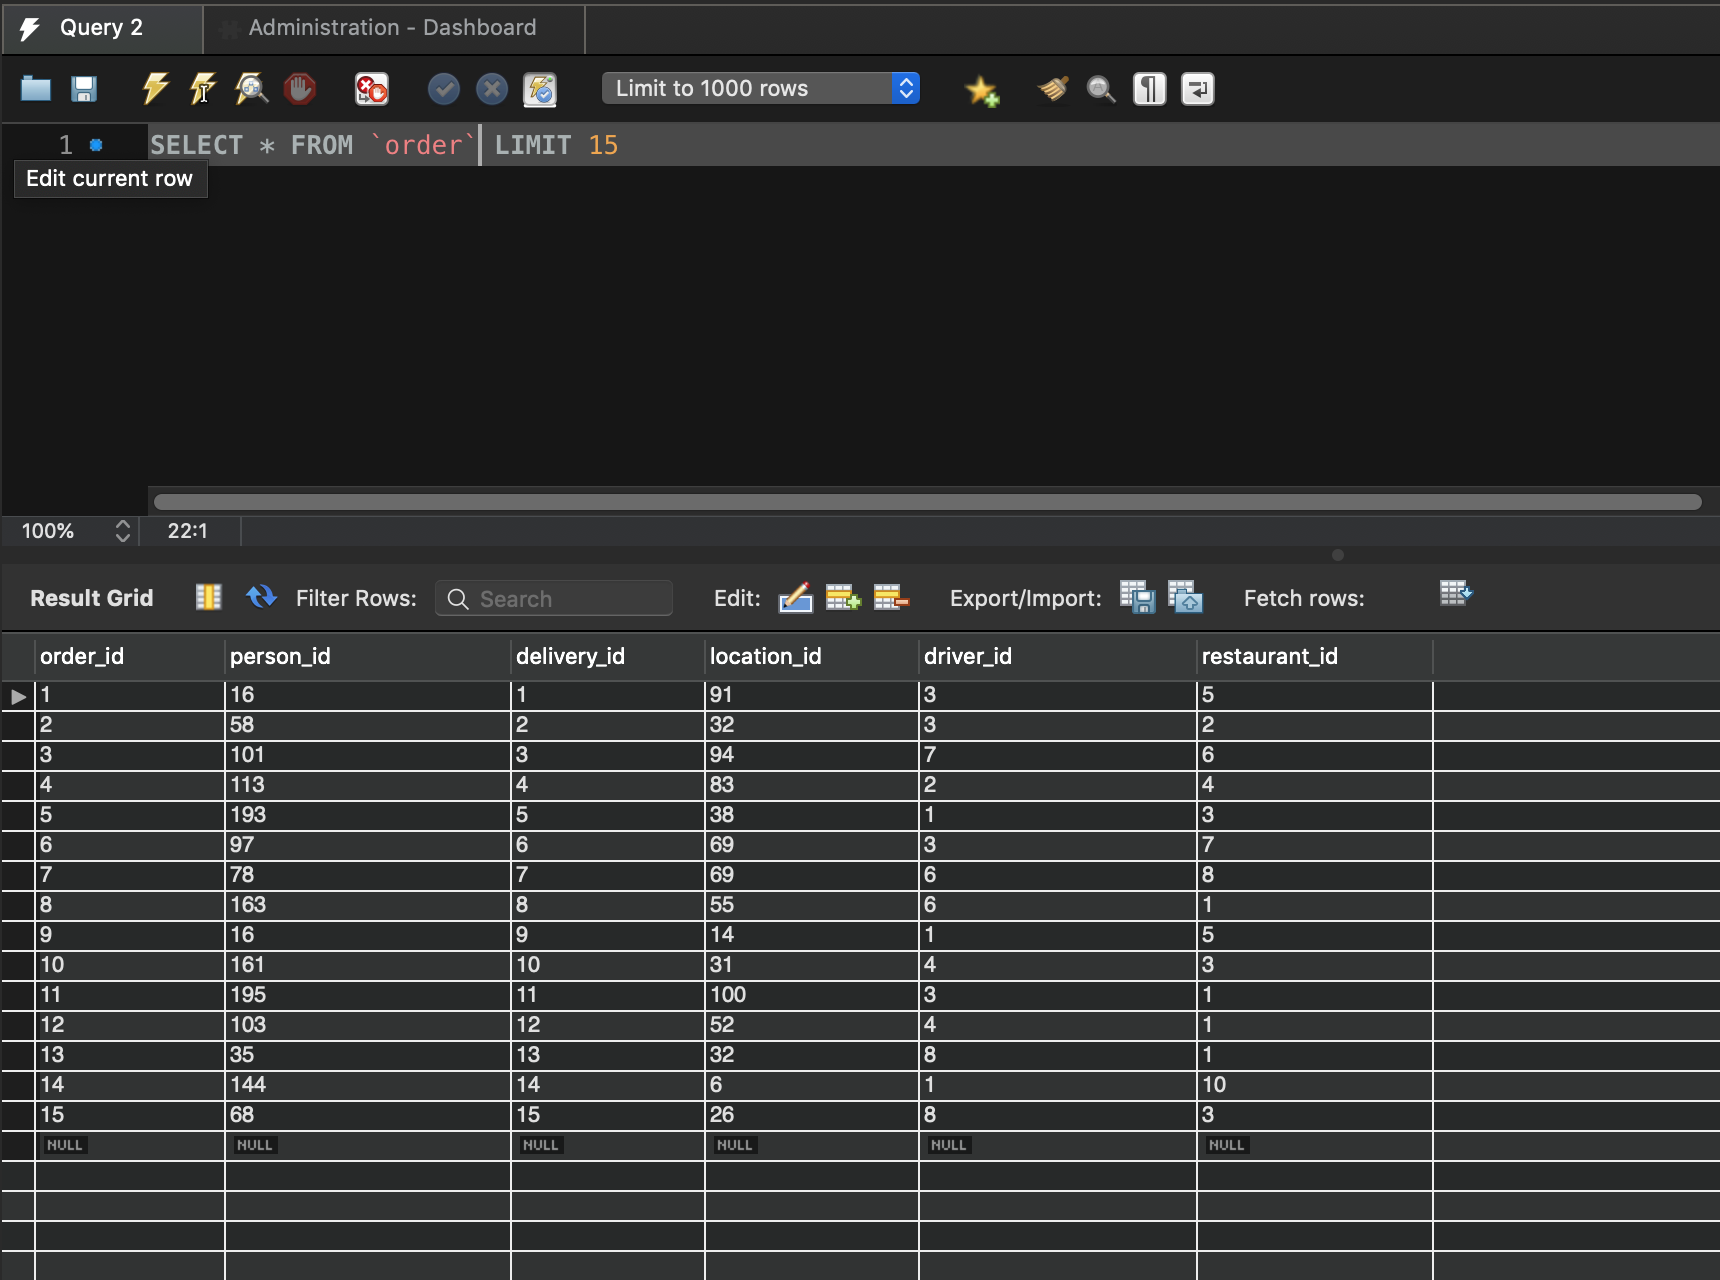 Query 2 Administration - Dashboard
Limit to 1000 rows
1 SELECT * FROM `order` LIMIT 15
Edit current row
100% 22:1
Result Grid Filter Rows: Search Edit: Export/Import: Fetch rows:
order_id person_id delivery_id location_id driver_id restaurant_id
1 16 1 91 3 5
2 58 2 32 3 2
3 101 3 94 7 6
4 113 4 83 2 4
5 193 5 38 1 3
6 97 6 69 3 7
7 78 7 69 6 8
8 163 8 55 6 1
9 16 9 14 1 5
10 161 10 31 4 3
11 195 11 100 3 1
12 103 12 52 4 1
13 35 13 32 8 1
14 144 14 6 1 10
15 68 15 26 8 3
NULL NULL NULL NULL NULL NULL